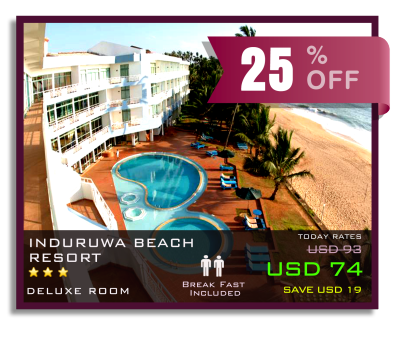 25 % OFF
INDURUWA BEACH
RESORT
DELUXE ROOM
Break Fast
Included
TODAY RATES
USD 93
USD 74
SAVE USD 19